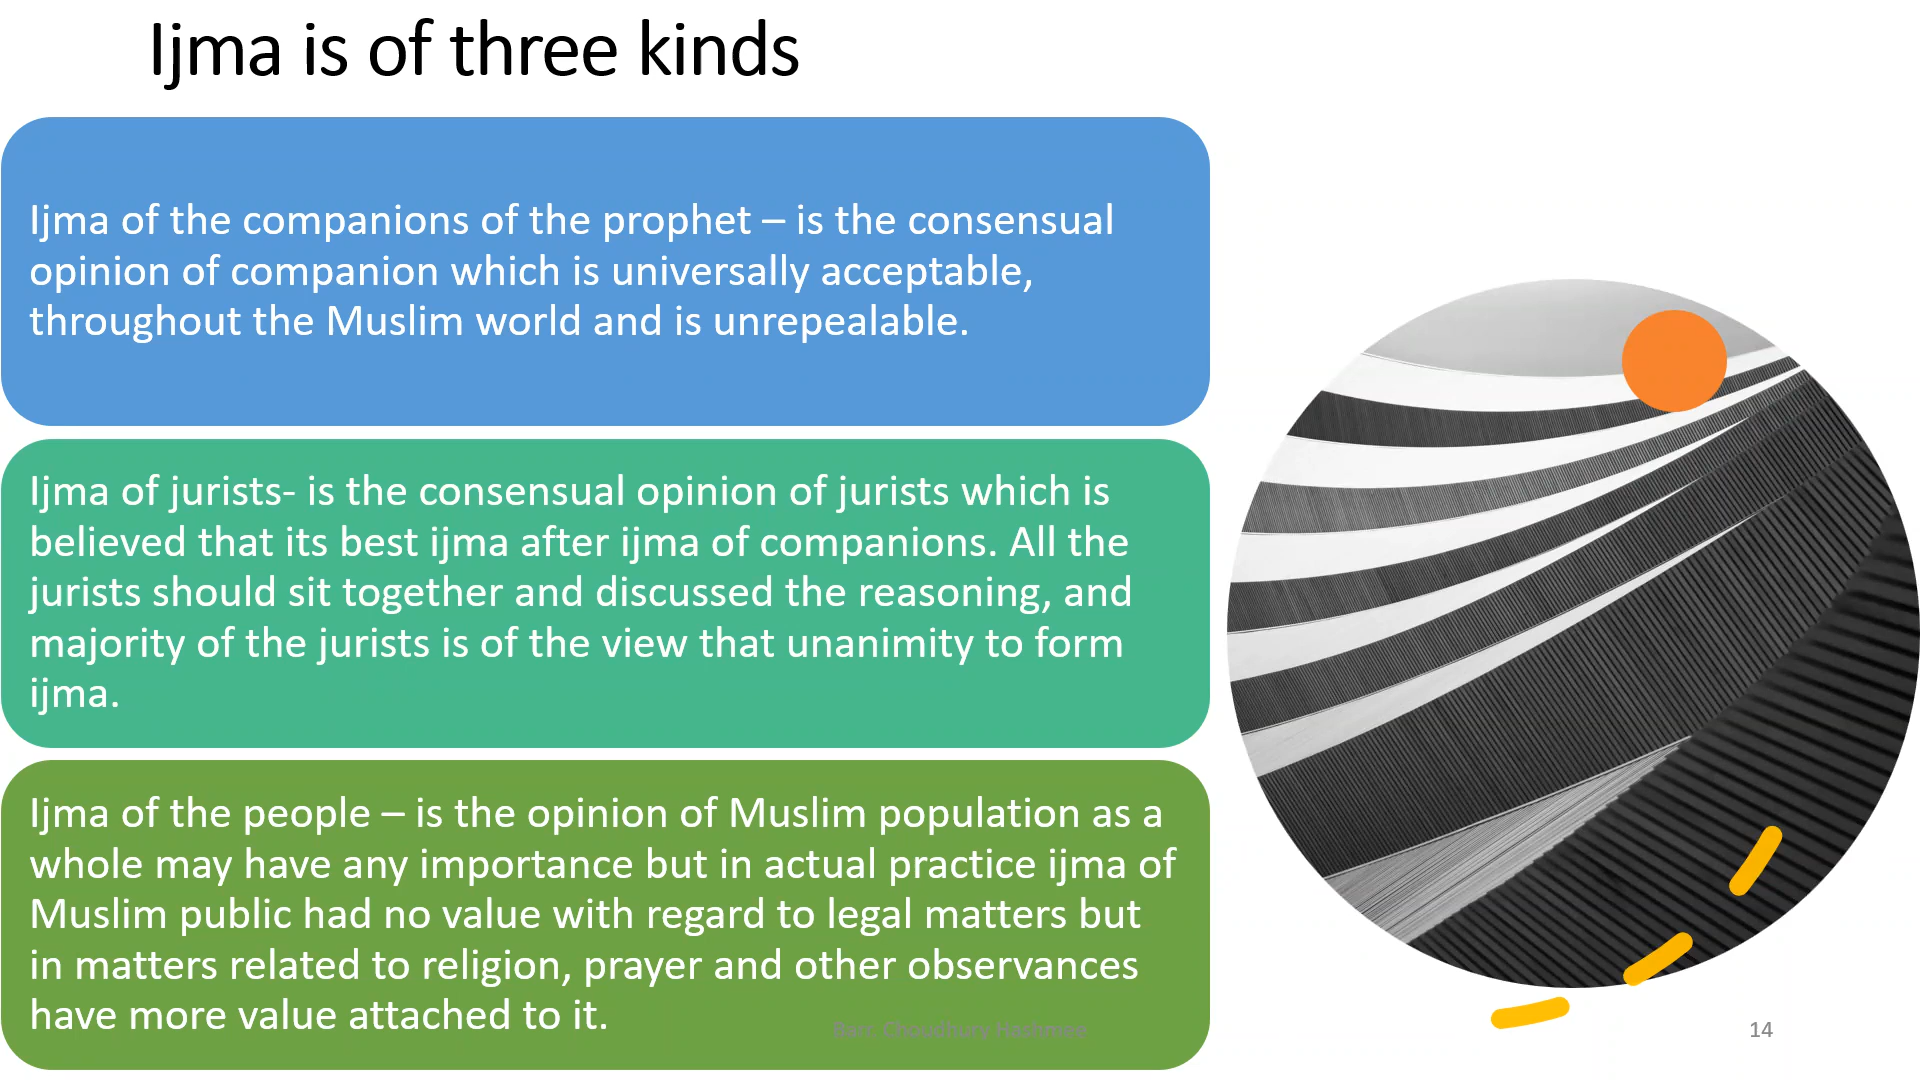 Ijma is of three kinds
Ijma of the companions of the prophet – is the consensual
opinion of companion which is universally acceptable,
throughout the Muslim world and is unrepealable.
Ijma of jurists- is the consensual opinion of jurists which is
believed that its best ijma after ijma of companions. All the
jurists should sit together and discussed the reasoning, and
majority of the jurists is of the view that unanimity to form
ijma.
Ijma of the people – is the opinion of Muslim population as a
whole may have any importance but in actual practice ijma of
Muslim public had no value with regard to legal matters but
in matters related to religion, prayer and other observances
have more value attached to it.
Choudhury Hashmee
14